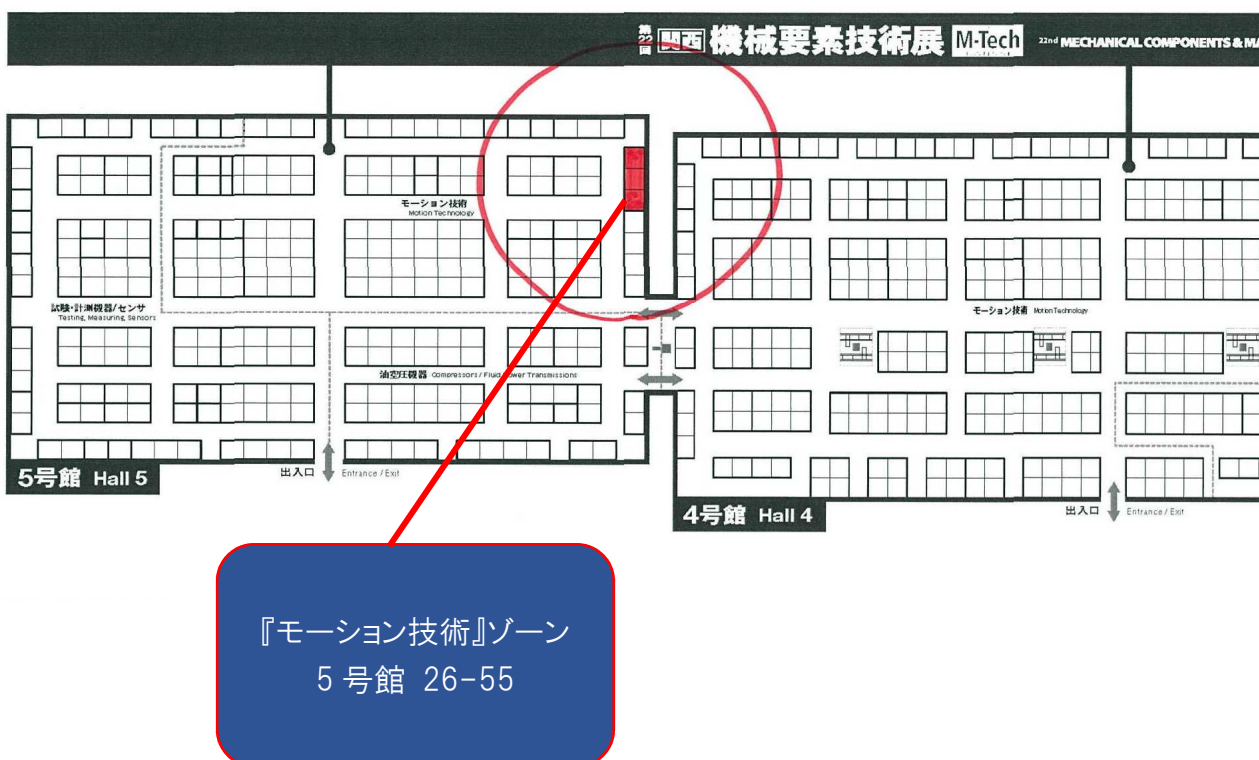 第22回 関西 機械要素技術展 M-Tech 22nd MECHANICAL COMPONENTS & MA
モーション技術
Motion Technology
試験・計測機器/センサ
Testing, Measuring, Sensors
モーション技術 Motion Technology
油空圧機器 Compressors / Fluid Power Transmissions
5号館 Hall 5
出入口 Entrance / Exit
4号館 Hall 4
出入口 Entrance / Exit
『モーション技術』ゾーン
5号館 26-55